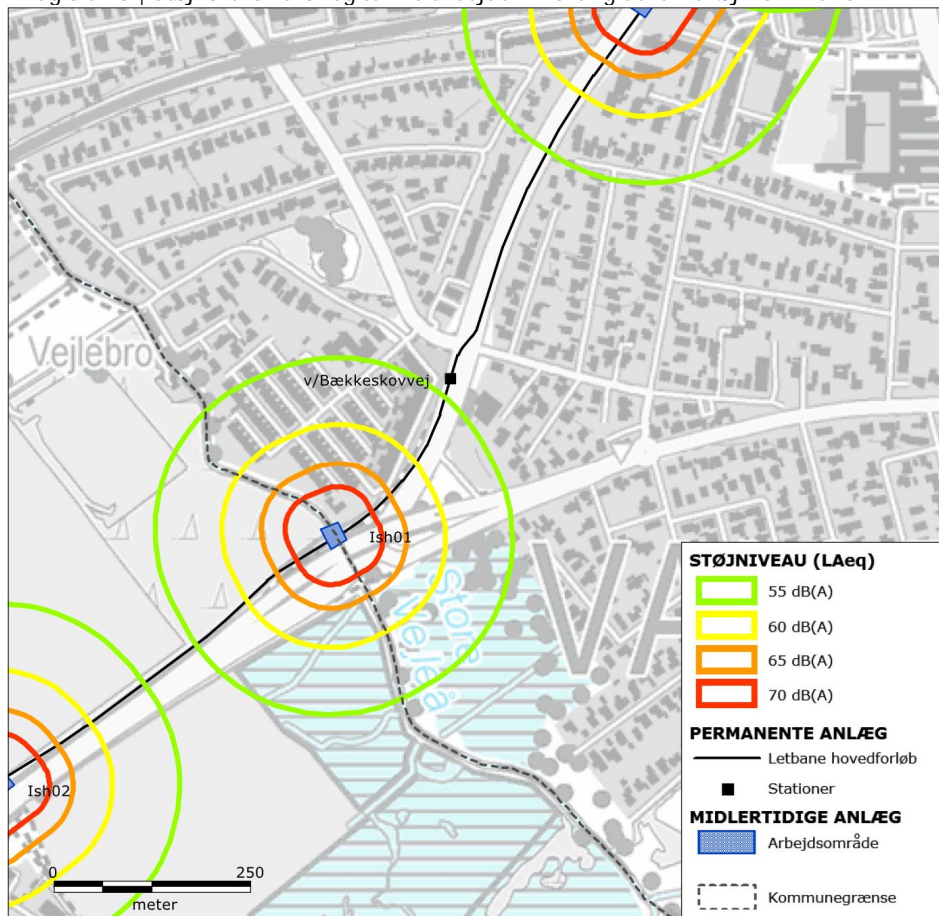 Vejlebro
v/Bækkeskovvej
Ish01
Store
Vejleå
VA
Ish02
0 250
meter
STØJNIVEAU (LAeq)
55 dB(A)
60 dB(A)
65 dB(A)
70 dB(A)
PERMANENTE ANLÆG
Letbane hovedforløb
Stationer
MIDLERTIDIGE ANLÆG
Arbejdsområde
Kommunegrænse